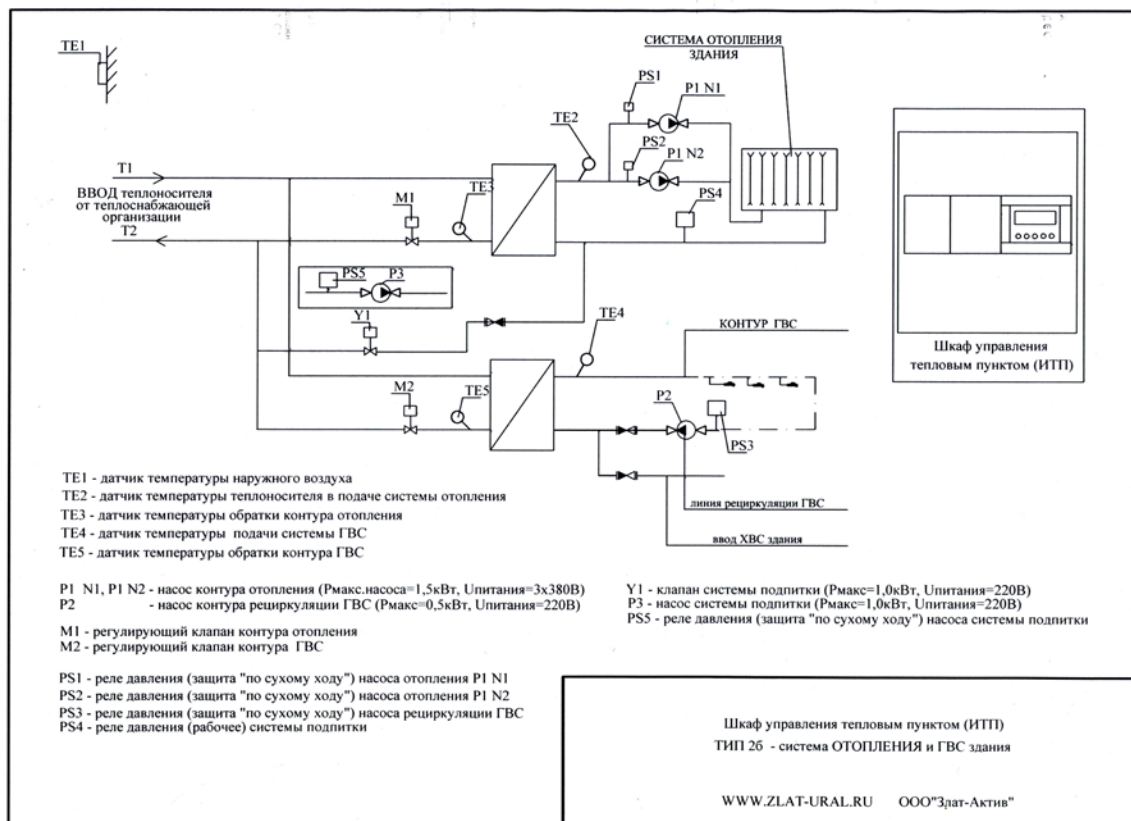 TE1
СИСТЕМА ОТОПЛЕНИЯ
ЗДАНИЯ
PS1
P1 N1
TE2
PS2
P1 N2
T1
ВВОД теплоносителя
от теплоснабжающей
организации
T2
M1
TE3
PS4
PS5
P3
Y1
TE4
КОНТУР ГВС
Шкаф управления
тепловым пунктом (ИТП)
M2
TE5
P2
PS3
линия рециркуляции ГВС
ввод ХВС здания
TE1 - датчик температуры наружного воздуха
TE2 - датчик температуры теплоносителя в подаче системы отопления
TE3 - датчик температуры обратки контура отопления
TE4 - датчик температуры подачи системы ГВС
TE5 - датчик температуры обратки контура ГВС
P1 N1, P1 N2 - насос контура отопления (Pмакс.насоса=1,5кВт, Uпитания=3х380В)
P2 - насос контура рециркуляции ГВС (Pмакс=0,5кВт, Uпитания=220В)
M1 - регулирующий клапан контура отопления
M2 - регулирующий клапан контура ГВС
PS1 - реле давления (защита "по сухому ходу") насоса отопления P1 N1
PS2 - реле давления (защита "по сухому ходу") насоса отопления P1 N2
PS3 - реле давления (защита "по сухому ходу") насоса рециркуляции ГВС
PS4 - реле давления (рабочее) системы подпитки
Y1 - клапан системы подпитки (Pмакс=1,0кВт, Uпитания=220В)
P3 - насос системы подпитки (Pмакс=1,0кВт, Uпитания=220В)
PS5 - реле давления (защита "по сухому ходу") насоса системы подпитки
Шкаф управления тепловым пунктом (ИТП)
ТИП 2б - система ОТОПЛЕНИЯ и ГВС здания
WWW.ZLAT-URAL.RU ООО"Злат-Актив"